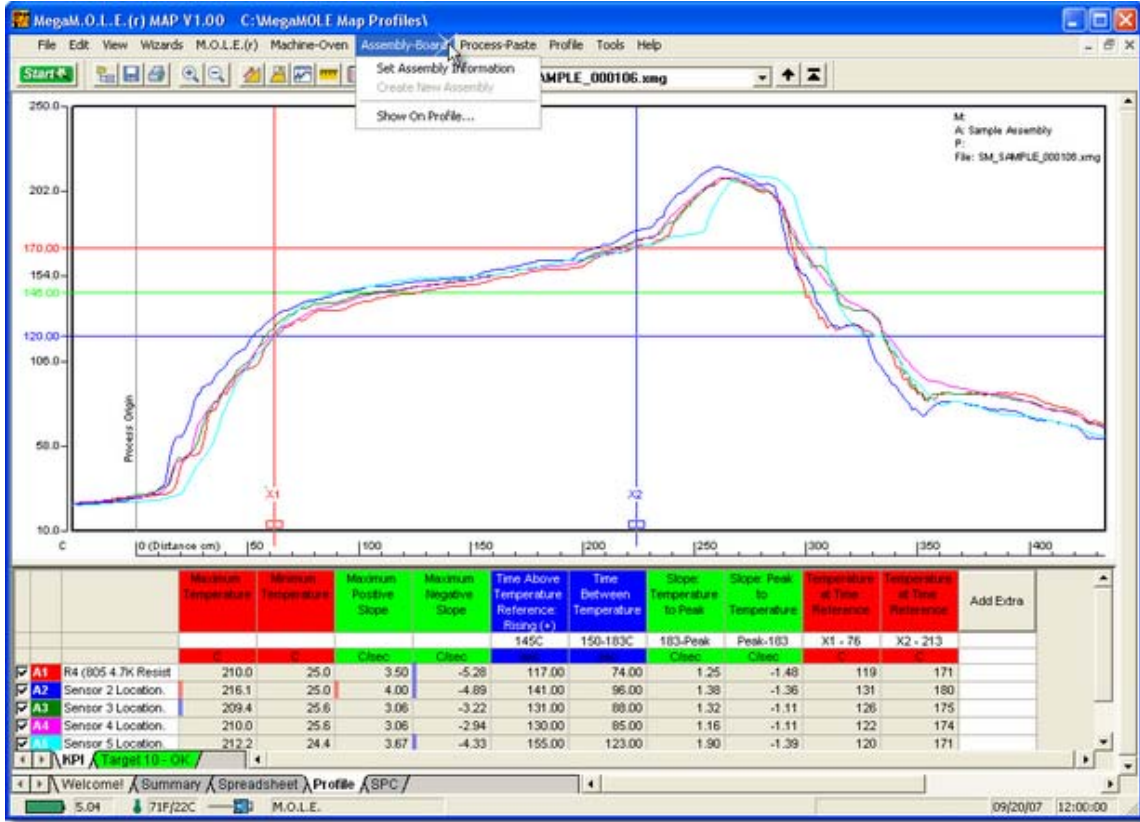 MegaM.O.L.E.(r) MAP V1.00 C:\MegaMOLE Map Profiles\
File Edit View Wizards M.O.L.E.(r) Machine-Oven Assembly-Board Process-Paste Profile Tools Help
Start
AMPLE_000106.xmg
Set Assembly Information
Create New Assembly
Show On Profile...
250.0
202.0
170.00
154.0
145.00
120.00
106.0
58.0
10.0
M:
A: Sample Assembly
P:
File: SM_SAMPLE_000106.xmg
Process Origin
X1
X2
C |0 (Distance cm) |50 |100 |150 |200 |250 |300 |350 |400
Maximum Temperature
Minimum Temperature
Maximum Positive Slope
Maximum Negative Slope
Time Above Temperature Reference: Rising (+)
Time Between Temperature
Slope: Temperature to Peak
Slope: Peak to Temperature
Temperature at Time Reference
Temperature at Time Reference
Add Extra
145C 150-183C 183-Peak Peak-183 X1 - 76 X2 - 213
C C C/sec C/sec C/sec C/sec C C
A1 R4 (805 4.7K Resist 210.0 25.0 3.50 -5.28 117.00 74.00 1.25 -1.48 119 171
A2 Sensor 2 Location. 216.1 25.0 4.00 -4.89 141.00 96.00 1.38 -1.36 131 180
A3 Sensor 3 Location. 209.4 25.6 3.06 -3.22 131.00 88.00 1.32 -1.11 126 175
A4 Sensor 4 Location. 210.0 25.6 3.06 -2.94 130.00 85.00 1.16 -1.11 122 174
A5 Sensor 5 Location. 212.2 24.4 3.67 -4.33 155.00 123.00 1.90 -1.39 120 171
KPI Target 10 - OK
Welcome! Summary Spreadsheet Profile SPC
5.04 71F/22C M.O.L.E. 09/20/07 12:00:00